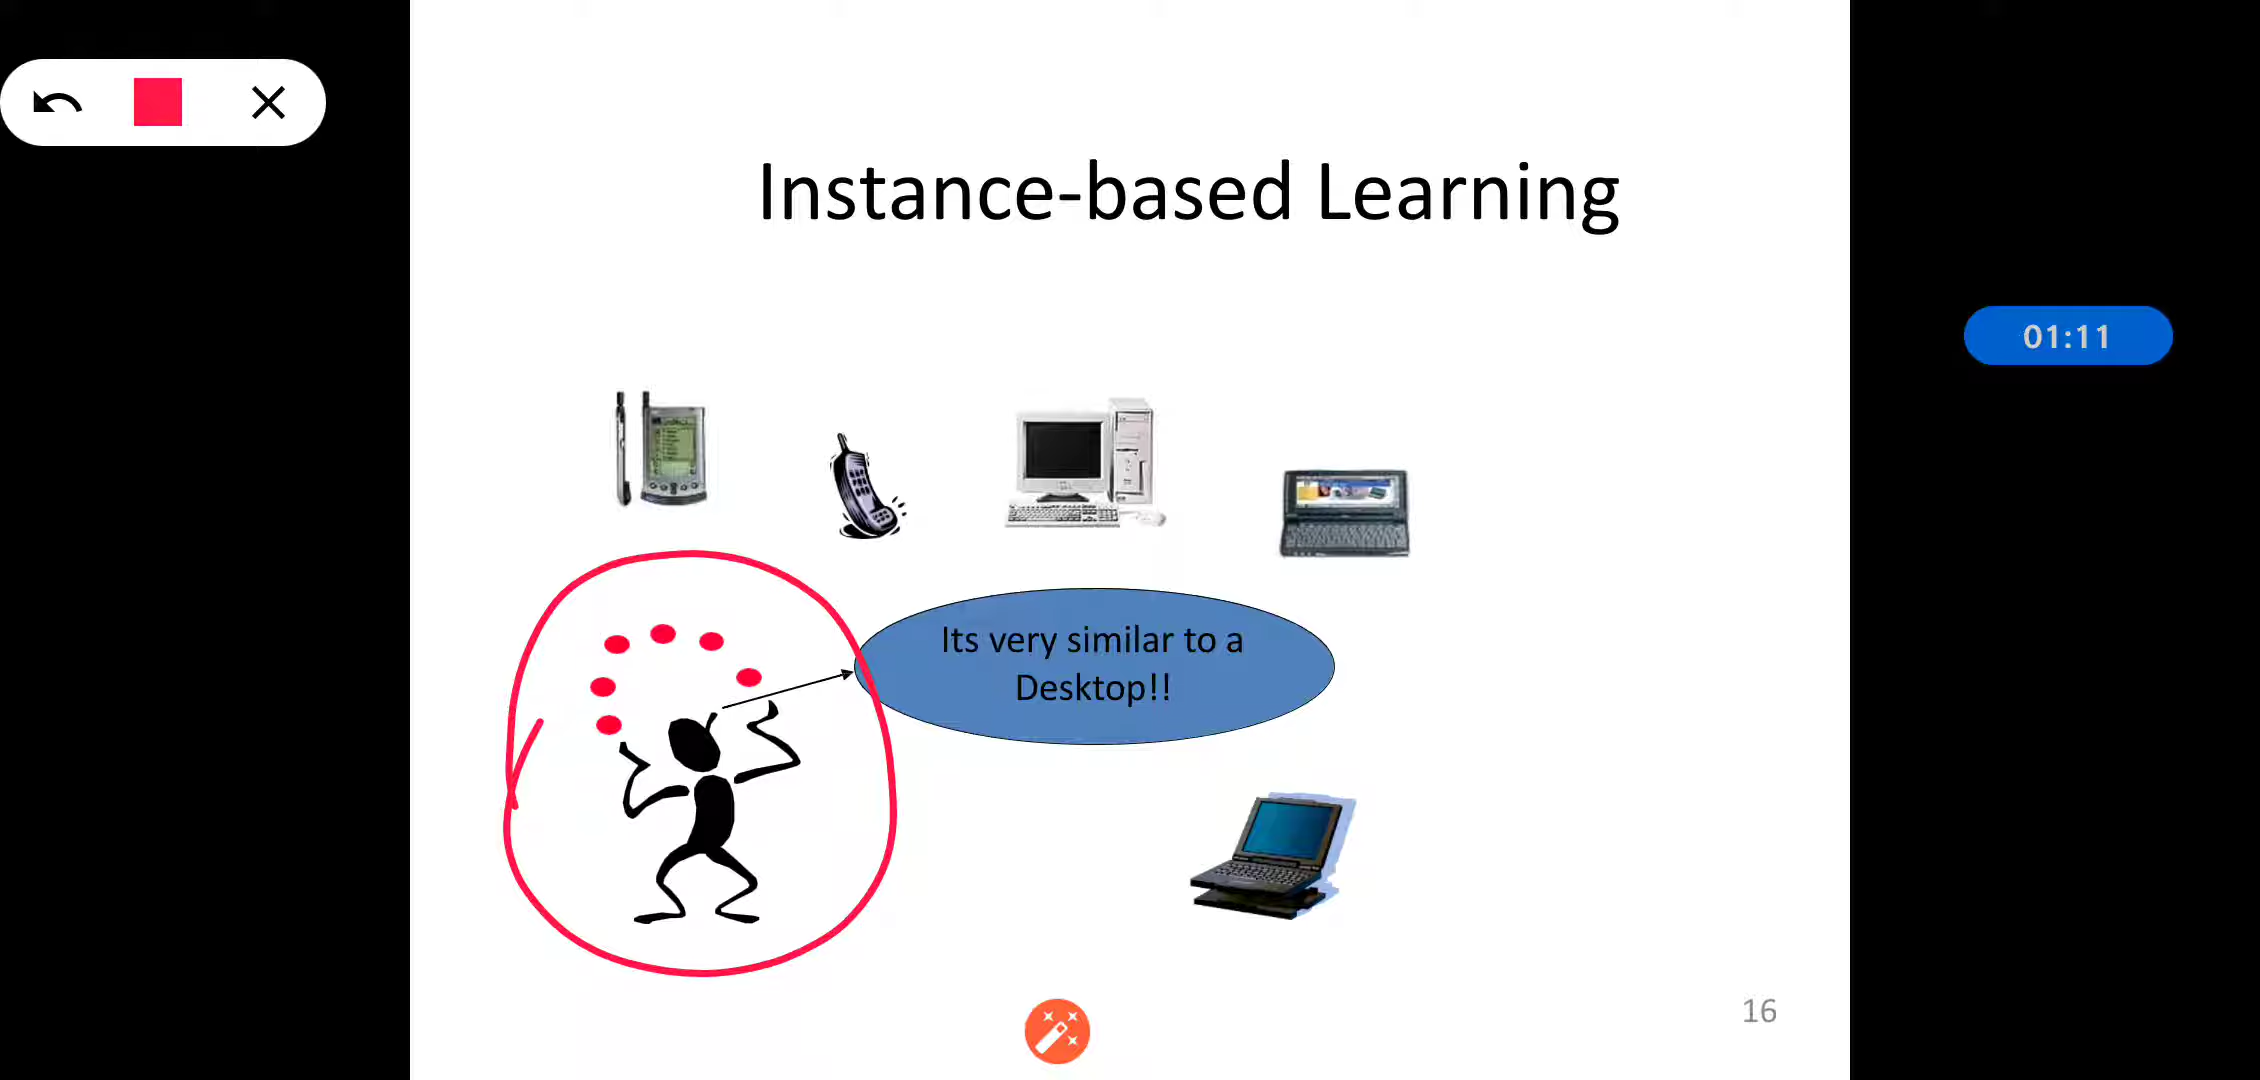 Instance-based Learning
01:11
Its very similar to a
Desktop!!
16